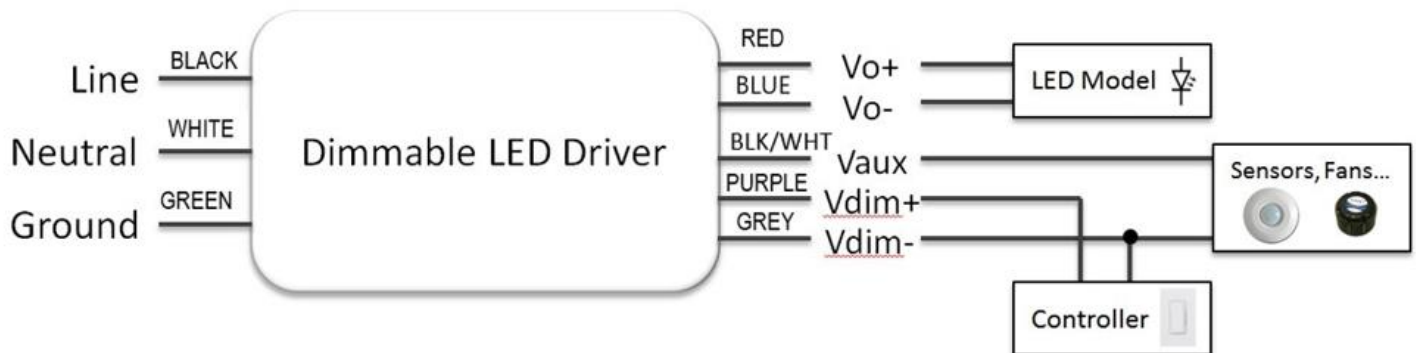 Line BLACK
Neutral WHITE
Ground GREEN
Dimmable LED Driver
RED Vo+
BLUE Vo-
BLK/WHT Vaux
PURPLE Vdim+
GREY Vdim-
LED Model
Sensors, Fans...
Controller